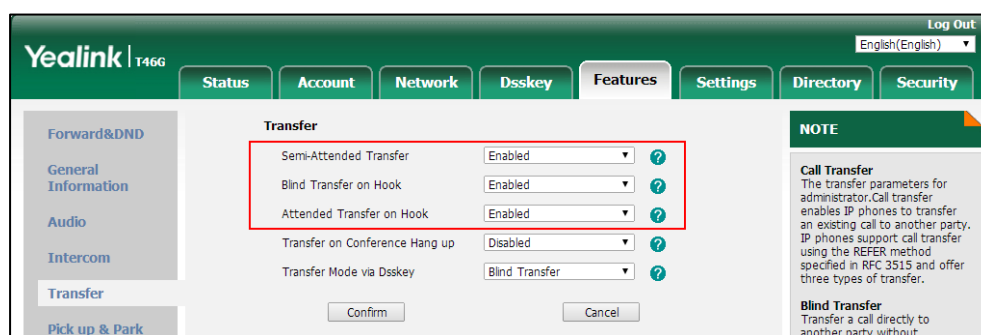 Log Out
Yealink T46G
English(English)
Status Account Network Dsskey Features Settings Directory Security
Forward&DND
General
Information
Audio
Intercom
Transfer
Pick up & Park
Transfer
Semi-Attended Transfer Enabled
Blind Transfer on Hook Enabled
Attended Transfer on Hook Enabled
Transfer on Conference Hang up Disabled
Transfer Mode via Dsskey Blind Transfer
Confirm Cancel
NOTE
Call Transfer
The transfer parameters for
administrator.Call transfer
enables IP phones to transfer
an existing call to another party.
IP phones support call transfer
using the REFER method
specified in RFC 3515 and offer
three types of transfer.
Blind Transfer
Transfer a call directly to
another party without